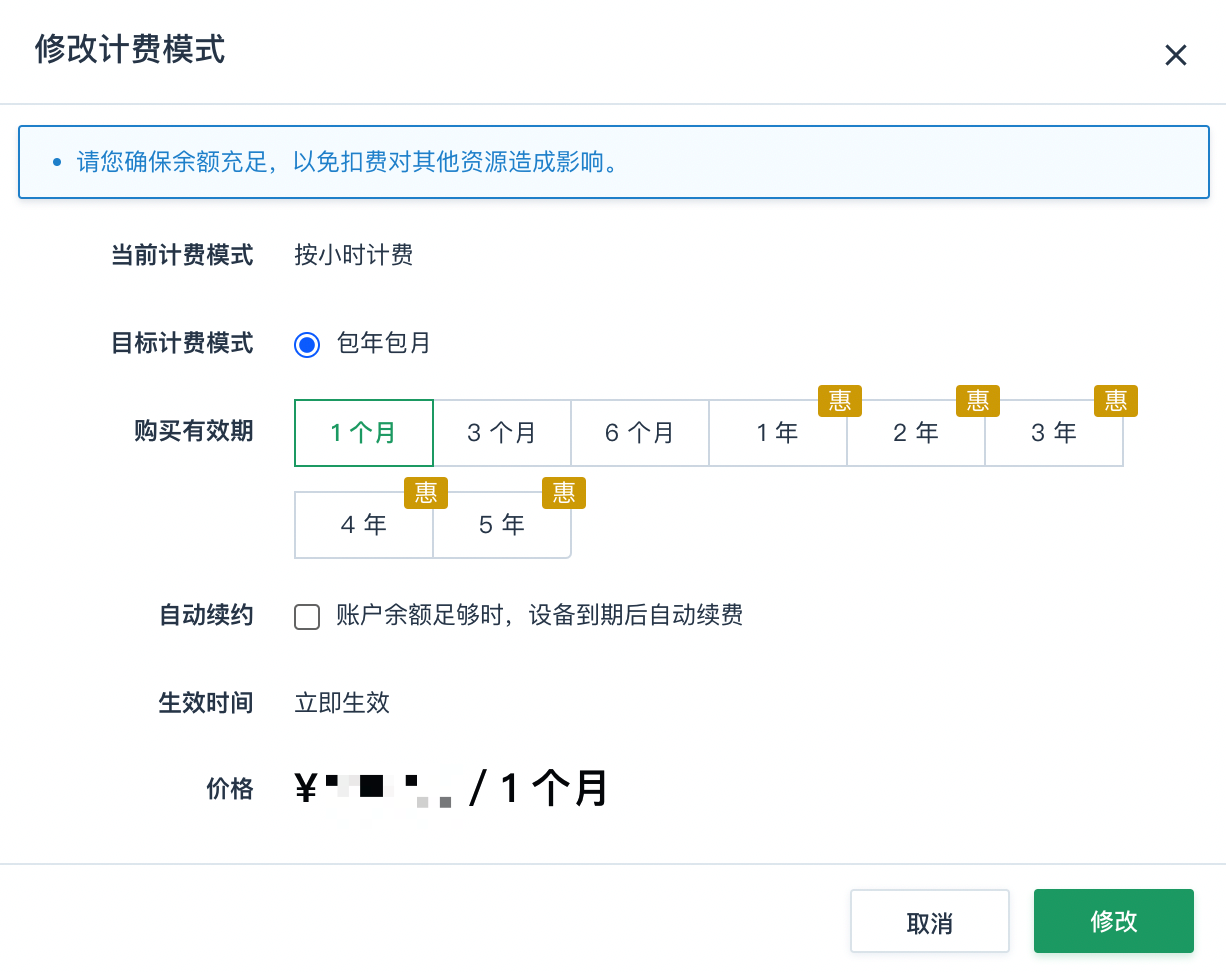 修改计费模式
请您确保余额充足，以免扣费对其他资源造成影响。
当前计费模式 按小时计费
目标计费模式 包年包月
惠 惠 惠
购买有效期 1 个月 3 个月 6 个月 1 年 2 年 3 年
惠 惠
4 年 5 年
自动续约 账户余额足够时，设备到期后自动续费
生效时间 立即生效
价格 ¥ / 1 个月
取消 修改